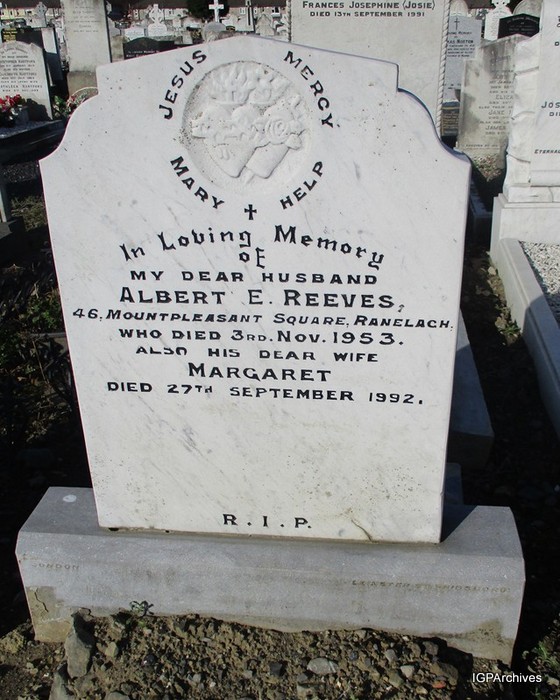 FRANCES JOSEPHINE (JOSIE)
DIED 13TH SEPTEMBER 1991
JESUS MERCY
MARY HELP
In Loving Memory
of
MY DEAR HUSBAND
ALBERT E. REEVES,
46, MOUNTPLEASANT SQUARE, RANELAGH,
WHO DIED 3RD. NOV. 1953.
ALSO HIS DEAR WIFE
MARGARET
DIED 27TH SEPTEMBER 1992.
R. I. P.
IGPArchives